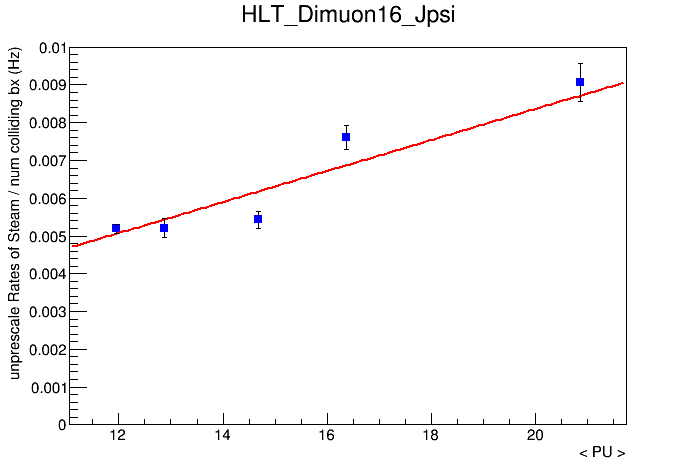 HLT_Dimuon16_Jpsi
unprescale Rates of Steam / num colliding bx (Hz)
0.01
0.009
0.008
0.007
0.006
0.005
0.004
0.003
0.002
0.001
0
12 14 16 18 20
< PU >